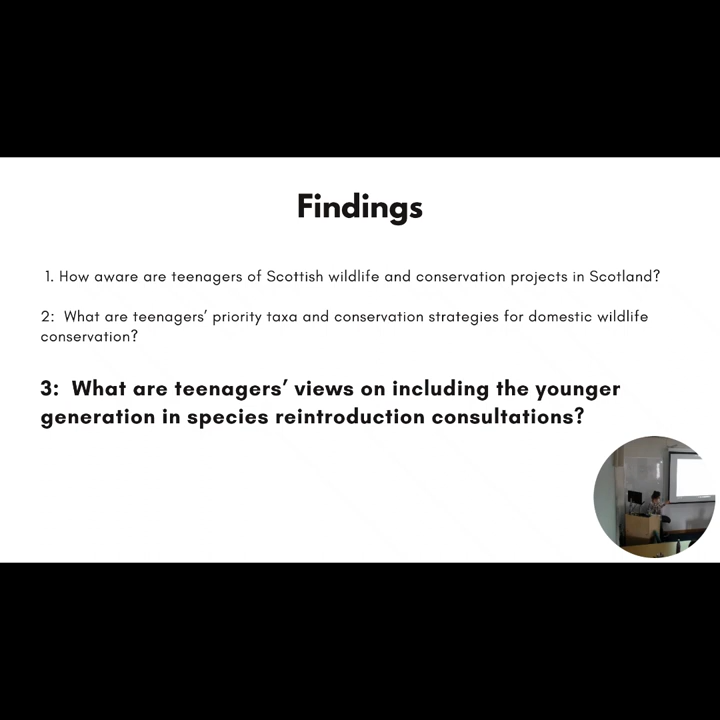 Findings
1. How aware are teenagers of Scottish wildlife and conservation projects in Scotland?
2:  What are teenagers’ priority taxa and conservation strategies for domestic wildlife
conservation?
3:  What are teenagers’ views on including the younger
generation in species reintroduction consultations?